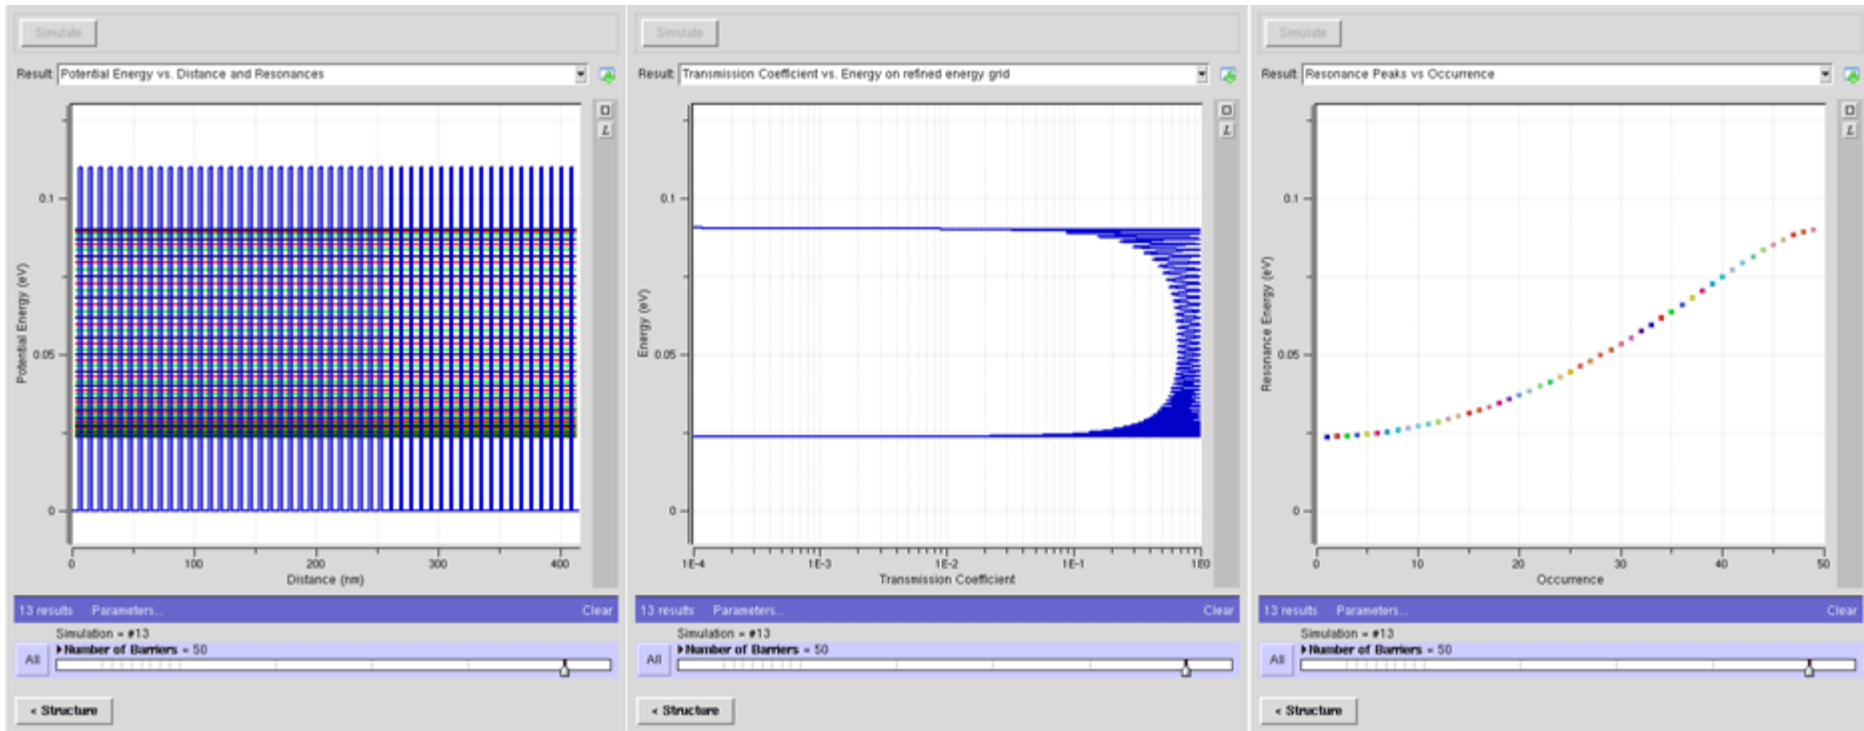 Simulate
Result: Potential Energy vs. Distance and Resonances
L
Potential Energy (eV)
0.1
0.05
0
0 100 200 300 400
Distance (nm)
13 results Parameters... Clear
Simulation = #13
All
Number of Barriers = 50
< Structure
Simulate
Result: Transmission Coefficient vs. Energy on refined energy grid
L
Energy (eV)
0.1
0.05
0
1E-4 1E-3 1E-2 1E-1 1E0
Transmission Coefficient
13 results Parameters... Clear
Simulation = #13
All
Number of Barriers = 50
< Structure
Simulate
Result: Resonance Peaks vs Occurrence
L
Resonance Energy (eV)
0.1
0.05
0
0 10 20 30 40 50
Occurrence
13 results Parameters... Clear
Simulation = #13
All
Number of Barriers = 50
< Structure